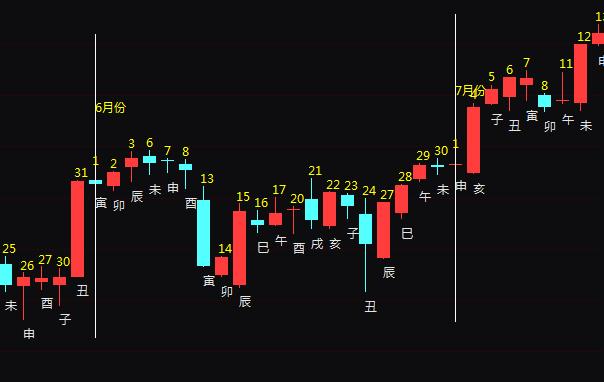 25
未
26
申
27
酉
30
子
31
丑
6月份
1
寅
2
卯
3
辰
6
未
7
申
8
酉
13
寅
14
卯
15
辰
16
巳
17
午
20
酉
21
戌
22
亥
23
子
24
丑
27
辰
28
巳
29
午
30
未
7月份
1
申
4
亥
5
子
6
丑
7
寅
8
卯
11
午
12
未